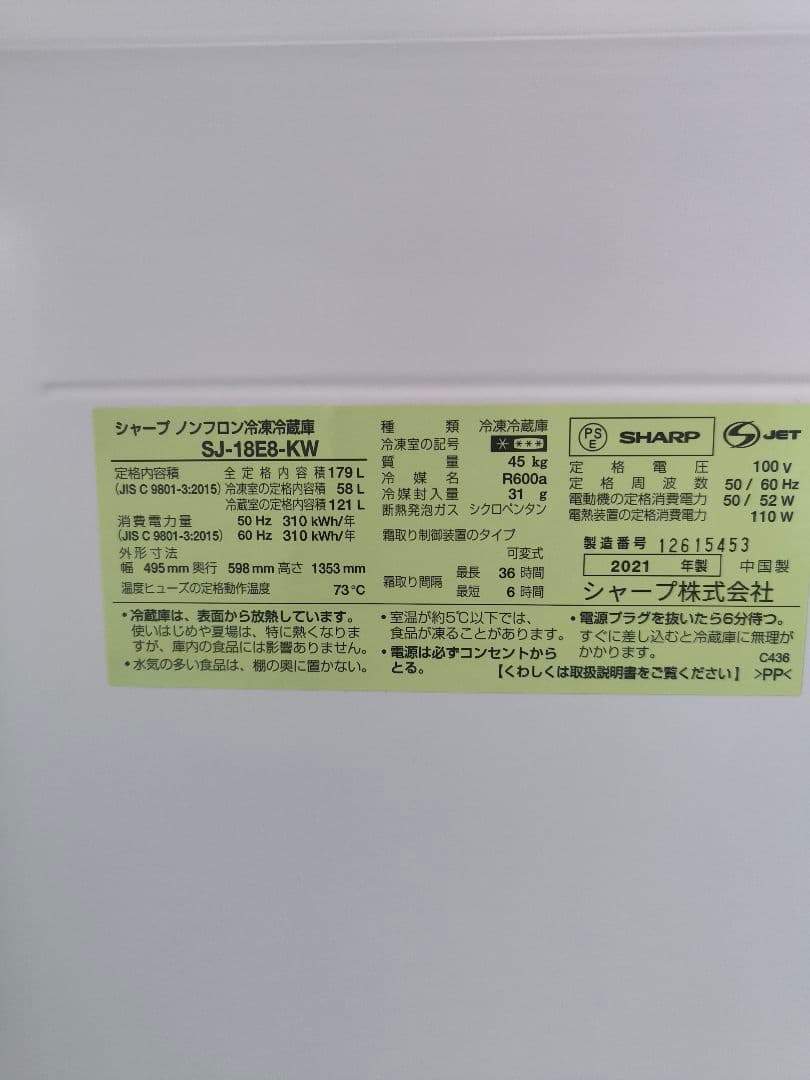 シャープ ノンフロン冷凍冷蔵庫
SJ-18E8-KW
定格内容積 全定格内容積 179 L
(JIS C 9801-3:2015) 冷凍室の定格内容積 58 L
冷蔵室の定格内容積 121 L
消費電力量 50 Hz 310 kWh/年
(JIS C 9801-3:2015) 60 Hz 310 kWh/年
外形寸法
幅 495 mm 奥行 598 mm 高さ 1353 mm
温度ヒューズの定格動作温度 73 ℃
種類 冷凍冷蔵庫
冷凍室の記号
質量 45 kg
冷媒名 R600a
冷媒封入量 31 g
断熱発泡ガス シクロペンタン
霜取り制御装置のタイプ
可変式
霜取り間隔 最長 36 時間
最短 6 時間
PS
E
SHARP
JET
定格電圧 100 V
定格周波数 50 / 60 Hz
電動機の定格消費電力 50 / 52 W
電熱装置の定格消費電力 110 W
製造番号 12615453
2021 年製 中国製
シャープ株式会社
• 冷蔵庫は、表面から放熱しています。
使いはじめや夏場は、特に熱くなりま
すが、庫内の食品には影響ありません。
• 水気の多い食品は、棚の奥に置かない。
• 室温が約5℃以下では、
食品が凍ることがあります。
• 電源は必ずコンセントから
とる。
• 電源プラグを抜いたら6分待つ。
すぐに差し込むと冷蔵庫に無理が
かかります。 C436
【くわしくは取扱説明書をご覧ください】 >PP<